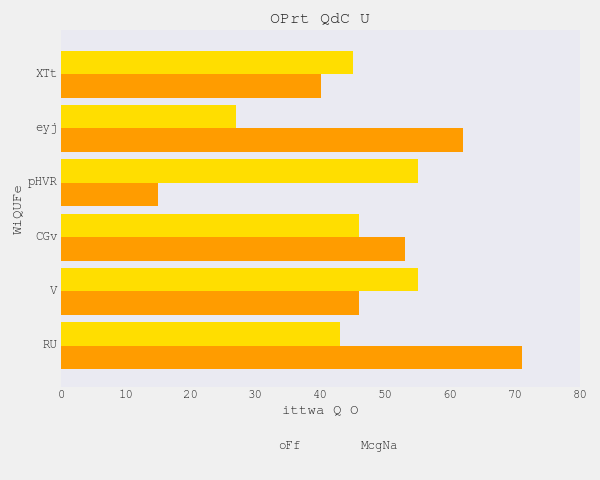 OPrt QdC U
XTt
eyj
pHVR
CGv
V
RU
WiQUFe
0 10 20 30 40 50 60 70 80
ittwa Q O
oFf McgNa